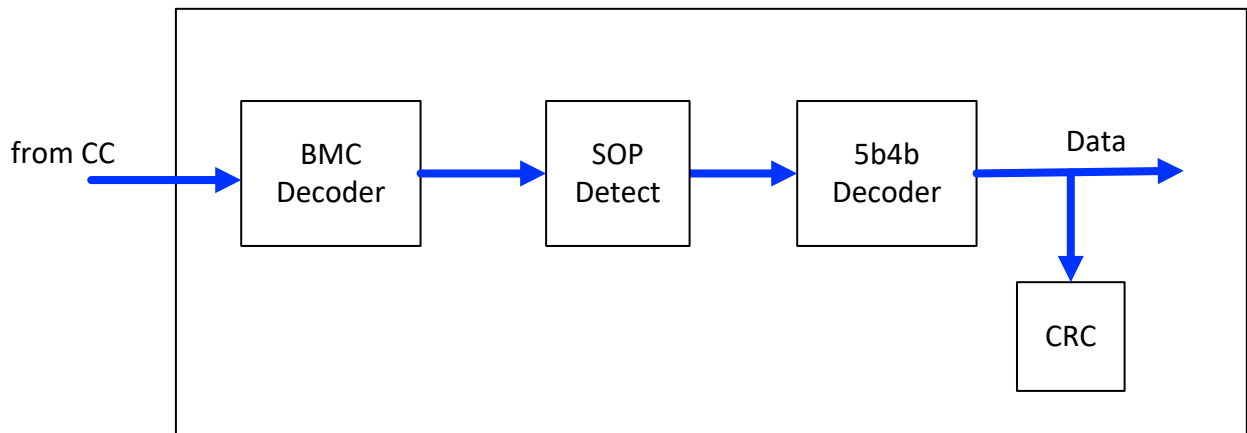 from CC
BMC
Decoder
SOP
Detect
5b4b
Decoder
Data
CRC